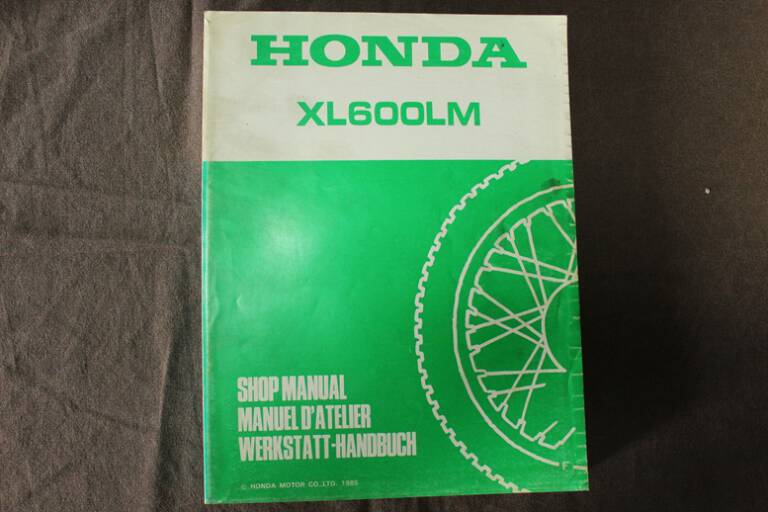 HONDA
XL600LM
SHOP MANUAL
MANUEL D'ATELIER
WERKSTATT-HANDBUCH
© HONDA MOTOR CO.,LTD. 1985